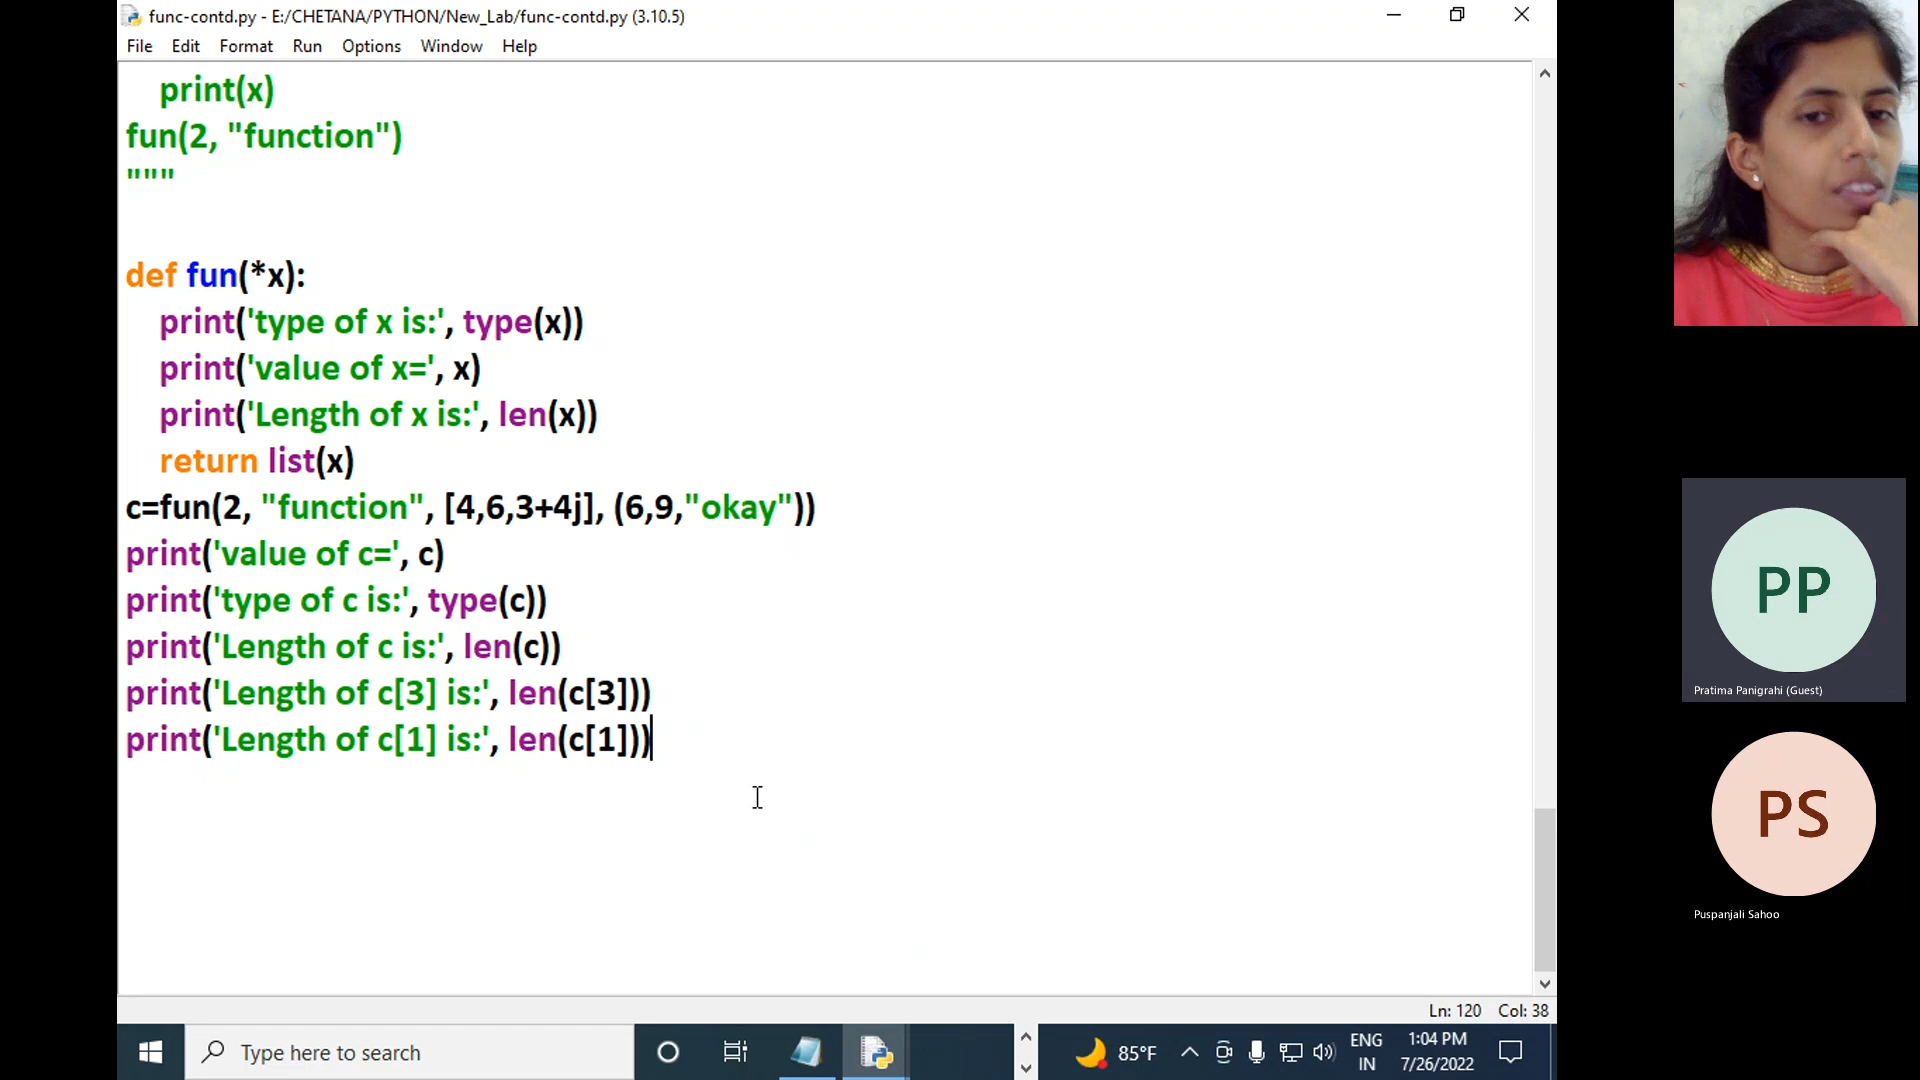 func-contd.py - E:/CHETANA/PYTHON/New_Lab/func-contd.py (3.10.5)
File Edit Format Run Options Window Help
print(x)
fun(2, "function")
"""
def fun(*x):
print('type of x is:', type(x))
print('value of x=', x)
print('Length of x is:', len(x))
return list(x)
c=fun(2, "function", [4,6,3+4j], (6,9,"okay"))
print('value of c=', c)
print('type of c is:', type(c))
print('Length of c is:', len(c))
print('Length of c[3] is:', len(c[3]))
print('Length of c[1] is:', len(c[1]))
Ln: 120 Col: 38
Type here to search
85°F
ENG
IN
1:04 PM
7/26/2022
PP
Pratima Panigrahi (Guest)
PS
Puspanjali Sahoo